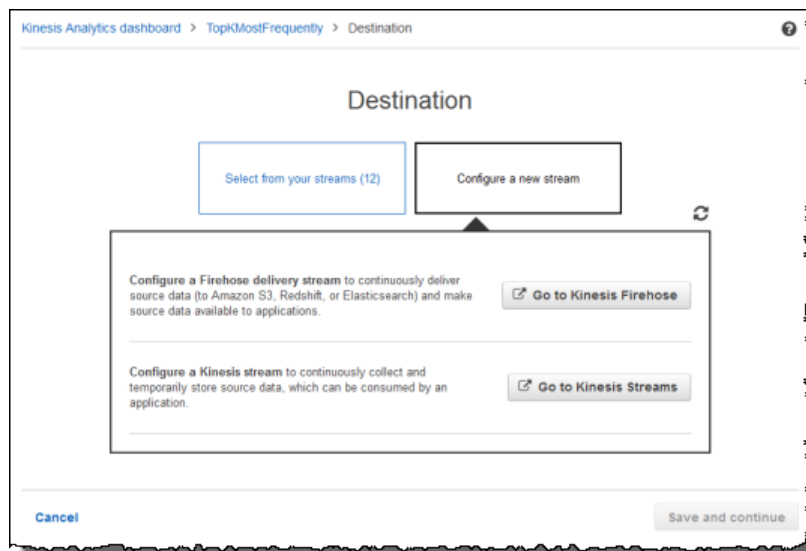 Kinesis Analytics dashboard > TopKMostFrequently > Destination
Destination
Select from your streams (12)
Configure a new stream
Configure a Firehose delivery stream to continuously deliver
source data (to Amazon S3, Redshift, or Elasticsearch) and make
source data available to applications.
Go to Kinesis Firehose
Configure a Kinesis stream to continuously collect and
temporarily store source data, which can be consumed by an
application.
Go to Kinesis Streams
Cancel
Save and continue